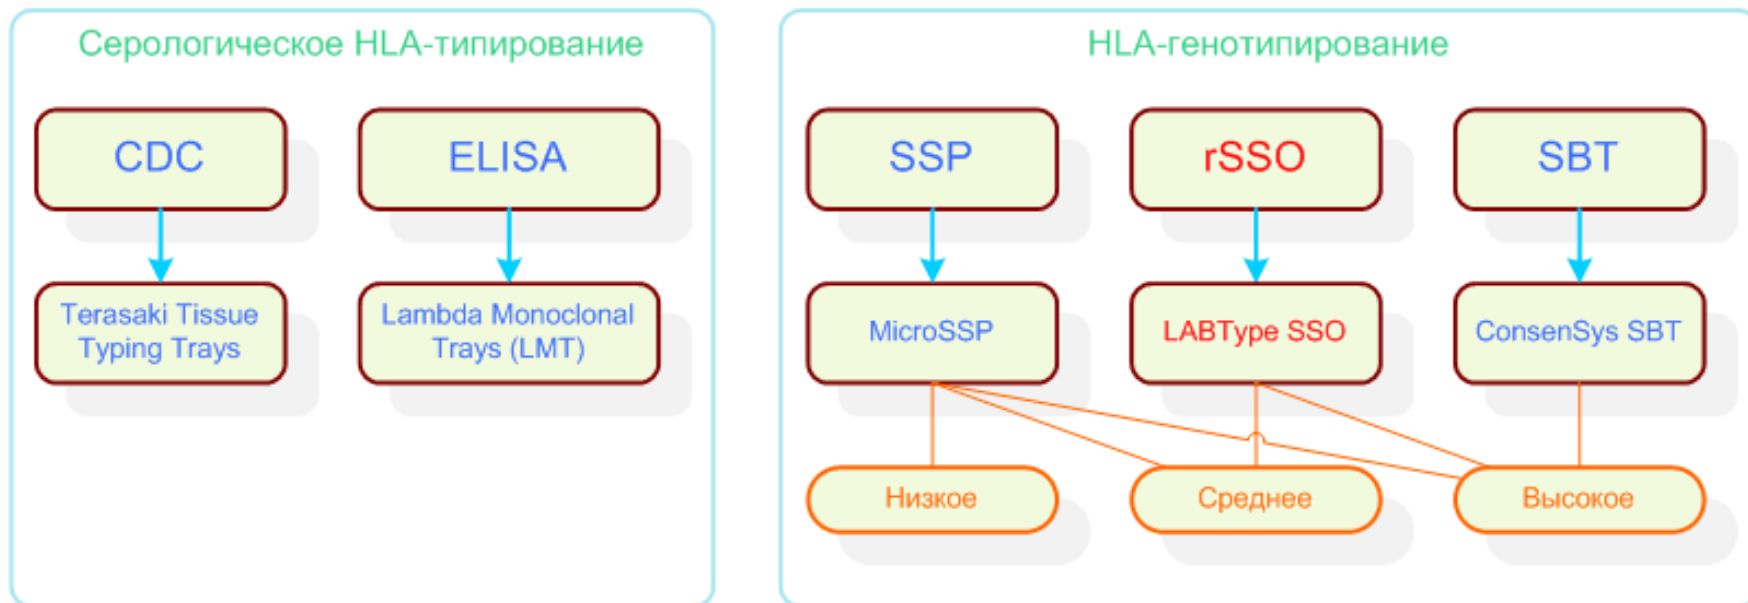 Серологическое HLA-типирование
CDC
ELISA
Terasaki Tissue
Typing Trays
Lambda Monoclonal
Trays (LMT)
HLA-генотипирование
SSP
rSSO
SBT
MicroSSP
LABType SSO
ConsenSys SBT
Низкое
Среднее
Высокое